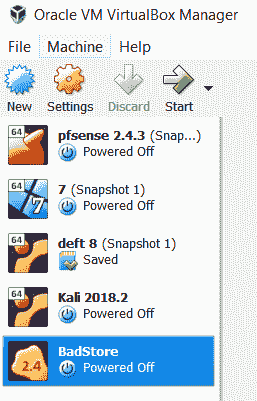 Oracle VM VirtualBox Manager
File Machine Help
New Settings Discard Start
64 pfsense 2.4.3 (Snap...)
Powered Off
64 7 7 (Snapshot 1)
Powered Off
64 deft 8 (Snapshot 1)
Saved
64 Kali 2018.2
Powered Off
2.4 BadStore
Powered Off